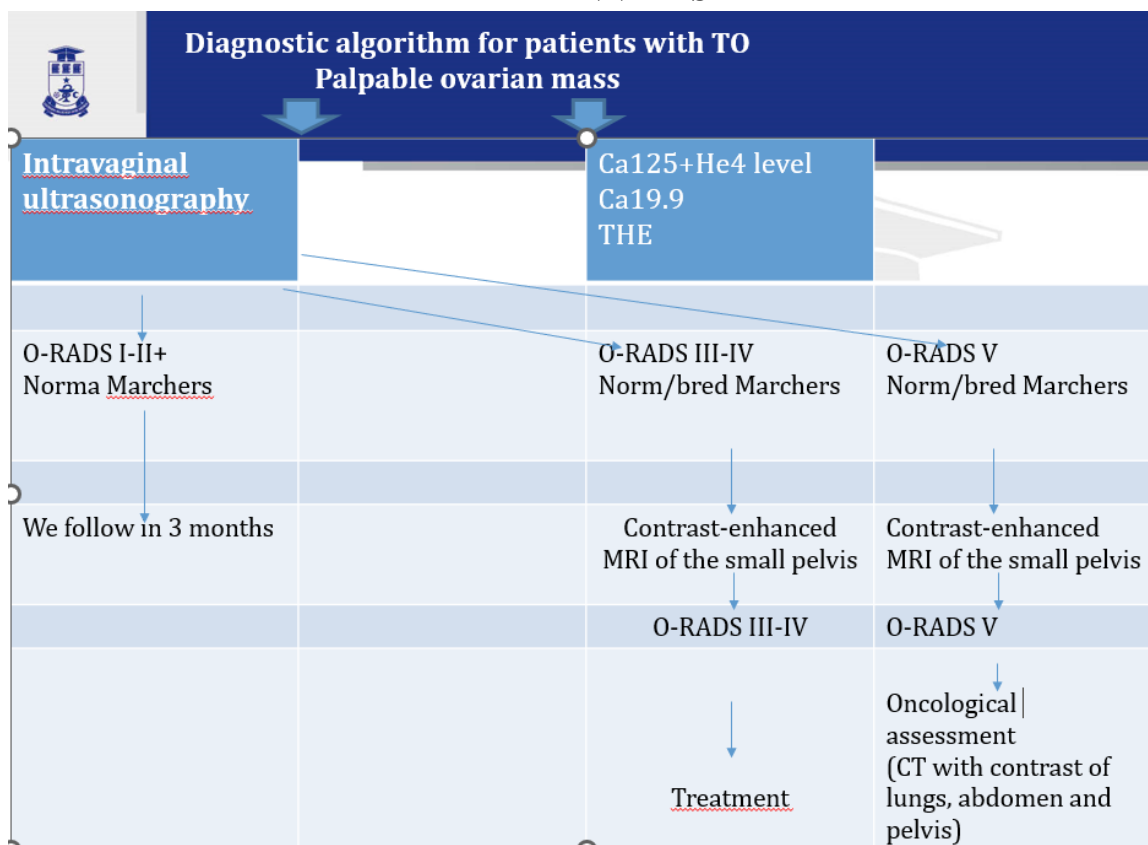 Diagnostic algorithm for patients with TO
Palpable ovarian mass
Intravaginal
ultrasonography
Ca125+He4 level
Ca19.9
THE
O-RADS I-II+
Norma Marchers
O-RADS III-IV
Norm/bred Marchers
O-RADS V
Norm/bred Marchers
We follow in 3 months
Contrast-enhanced
MRI of the small pelvis
Contrast-enhanced
MRI of the small pelvis
O-RADS III-IV
O-RADS V
Treatment
Oncological
assessment
(CT with contrast of
lungs, abdomen and
pelvis)